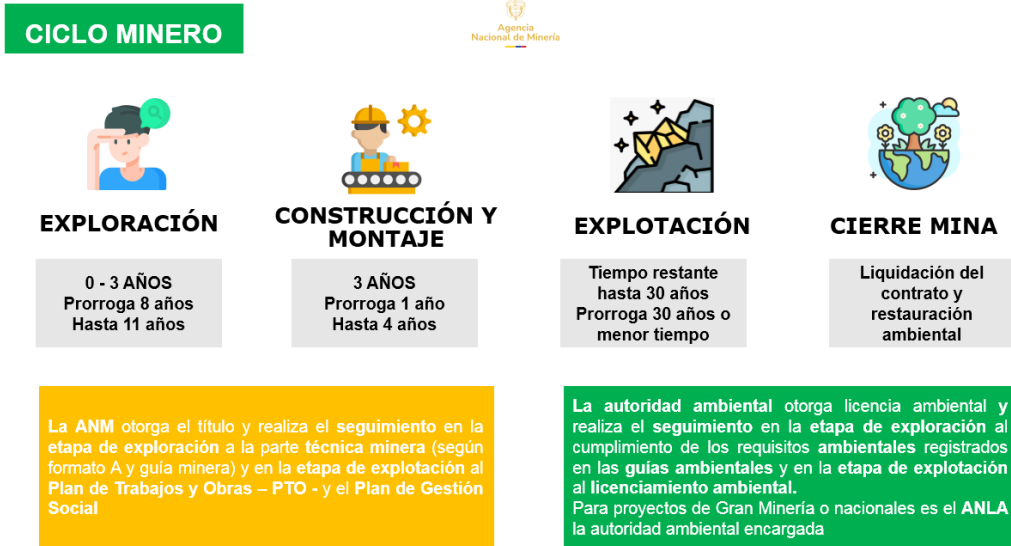 CICLO MINERO
Agencia
Nacional de Minería
EXPLORACIÓN
0 - 3 AÑOS
Prorroga 8 años
Hasta 11 años
CONSTRUCCIÓN Y
MONTAJE
3 AÑOS
Prorroga 1 año
Hasta 4 años
EXPLOTACIÓN
Tiempo restante
hasta 30 años
Prorroga 30 años o
menor tiempo
CIERRE MINA
Liquidación del
contrato y
restauración
ambiental
La ANM otorga el título y realiza el seguimiento en la
etapa de exploración a la parte técnica minera (según
formato A y guía minera) y en la etapa de explotación al
Plan de Trabajos y Obras – PTO - y el Plan de Gestión
Social
La autoridad ambiental otorga licencia ambiental y
realiza el seguimiento en la etapa de exploración al
cumplimiento de los requisitos ambientales registrados
en las guías ambientales y en la etapa de explotación
al licenciamiento ambiental.
Para proyectos de Gran Minería o nacionales es el ANLA
la autoridad ambiental encargada